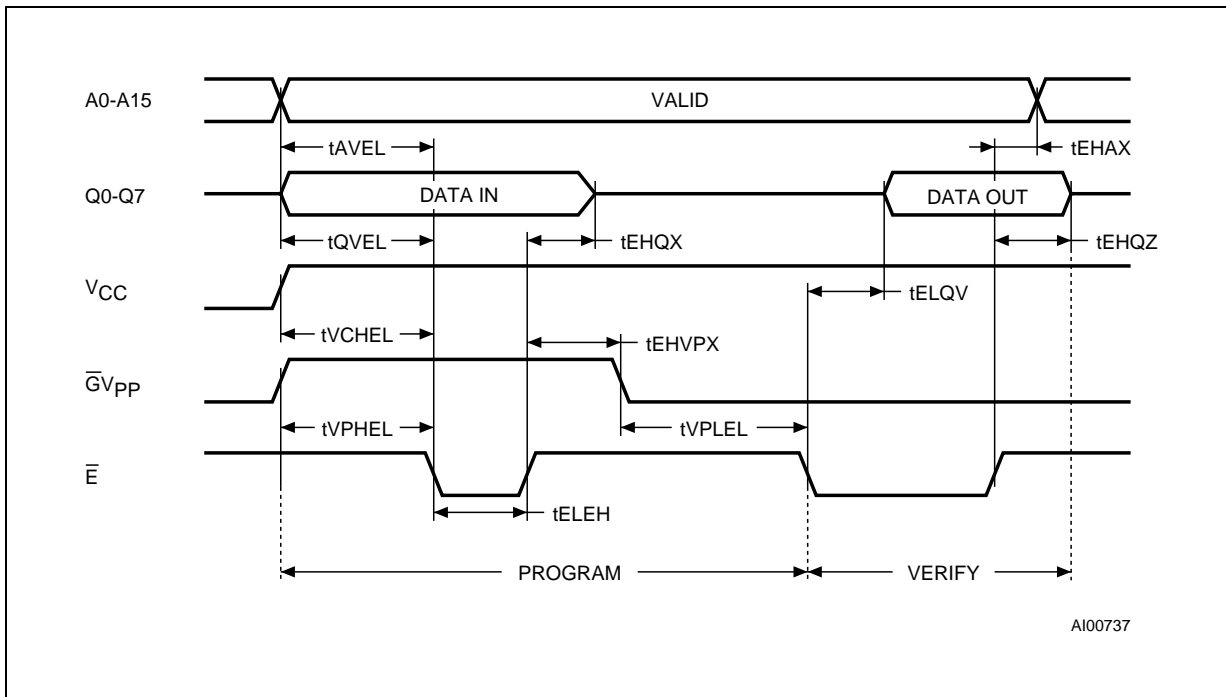 A0-A15
VALID
tAVEL
tEHAX
Q0-Q7
DATA IN
DATA OUT
tQVEL
tEHQX
tEHQZ
VCC
tELQV
tVCHEL
tEHVPX
G̅VPP
tVPHEL
tVPLEL
E̅
tELEH
PROGRAM
VERIFY
AI00737